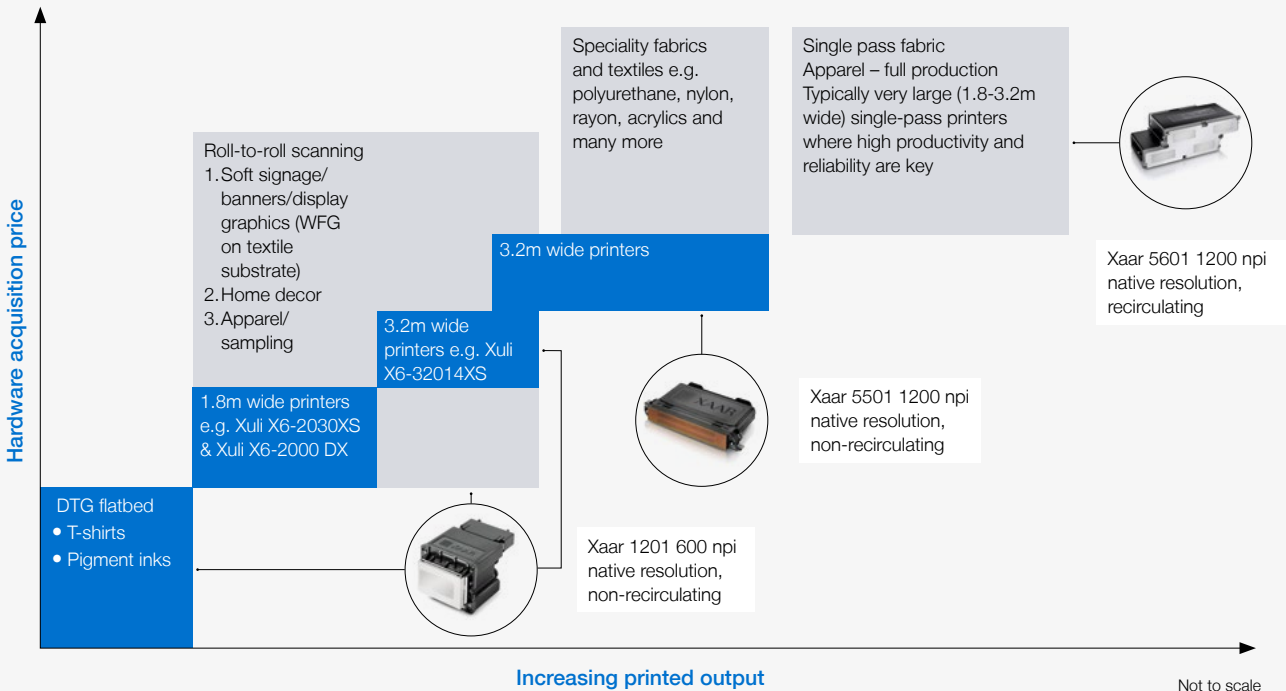 Hardware acquisition price
Speciality fabrics
and textiles e.g.
polyurethane, nylon,
rayon, acrylics and
many more
Single pass fabric
Apparel – full production
Typically very large (1.8-3.2m
wide) single-pass printers
where high productivity and
reliability are key
Roll-to-roll scanning
1. Soft signage/
banners/display
graphics (WFG
on textile
substrate)
2. Home decor
3. Apparel/
sampling
3.2m wide printers
Xaar 5601 1200 npi
native resolution,
recirculating
3.2m wide
printers e.g. Xuli
X6-32014XS
XAAR
Xaar 5501 1200 npi
native resolution,
non-recirculating
1.8m wide printers
e.g. Xuli X6-2030XS
& Xuli X6-2000 DX
DTG flatbed
• T-shirts
• Pigment inks
Xaar 1201 600 npi
native resolution,
non-recirculating
Increasing printed output
Not to scale